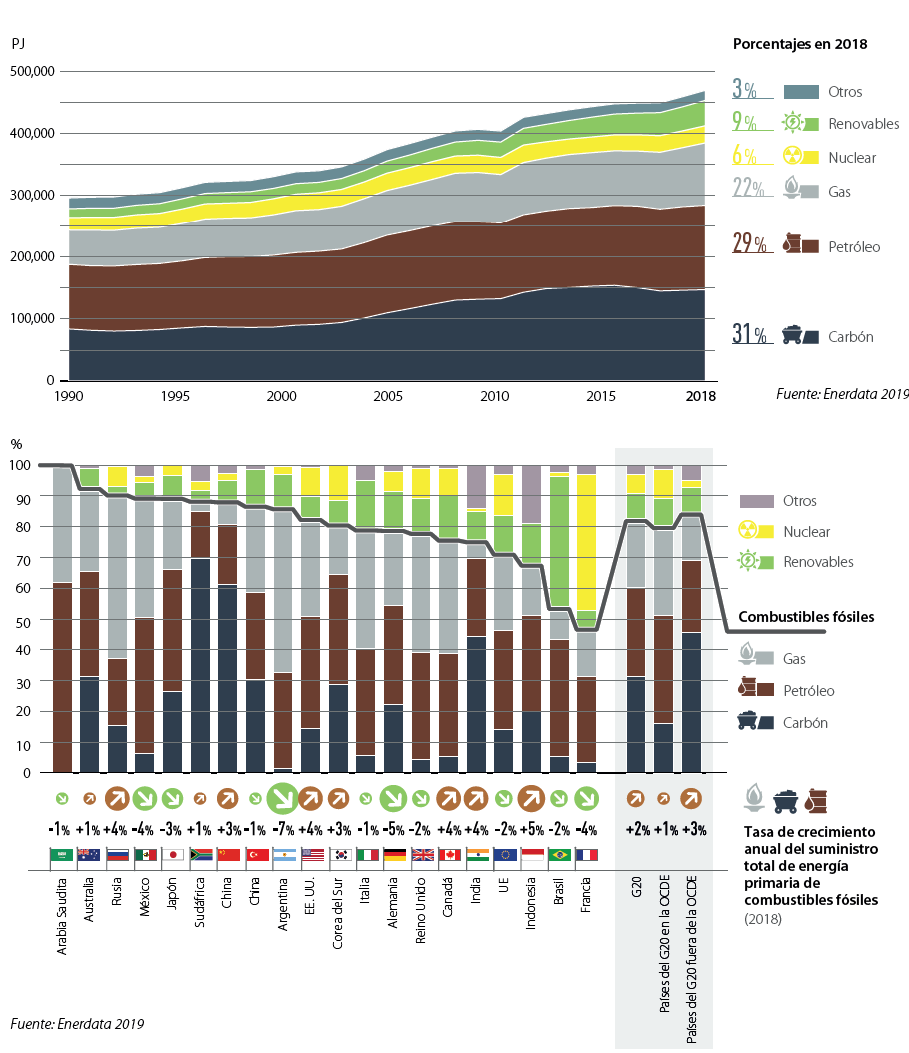 PJ
Porcentajes en 2018
500,000
400,000
300,000
200,000
100,000
0
1990 1995 2000 2005 2010 2015 2018
3% Otros
9% Renovables
6% Nuclear
22% Gas
29% Petróleo
31% Carbón
Fuente: Enerdata 2019
%
100
90
80
70
60
50
40
30
20
10
0
Otros
Nuclear
Renovables
Combustibles fósiles
Gas
Petróleo
Carbón
-1% +1% +4% -4% -3% +1% +3% -1% -7% +4% +3% -1% -5% -2% +4% +4% -2% +5% -2% -4% +2% +1% +3%
Tasa de crecimiento
anual del suministro
total de energía
primaria de
combustibles fósiles
(2018)
Arabia Saudita
Australia
Rusia
México
Japón
Sudáfrica
China
China
Argentina
EE. UU.
Corea del Sur
Italia
Alemania
Reino Unido
Canadá
India
UE
Indonesia
Brasil
Francia
G20
Países del G20 en la OCDE
Países del G20 fuera de la OCDE
Fuente: Enerdata 2019